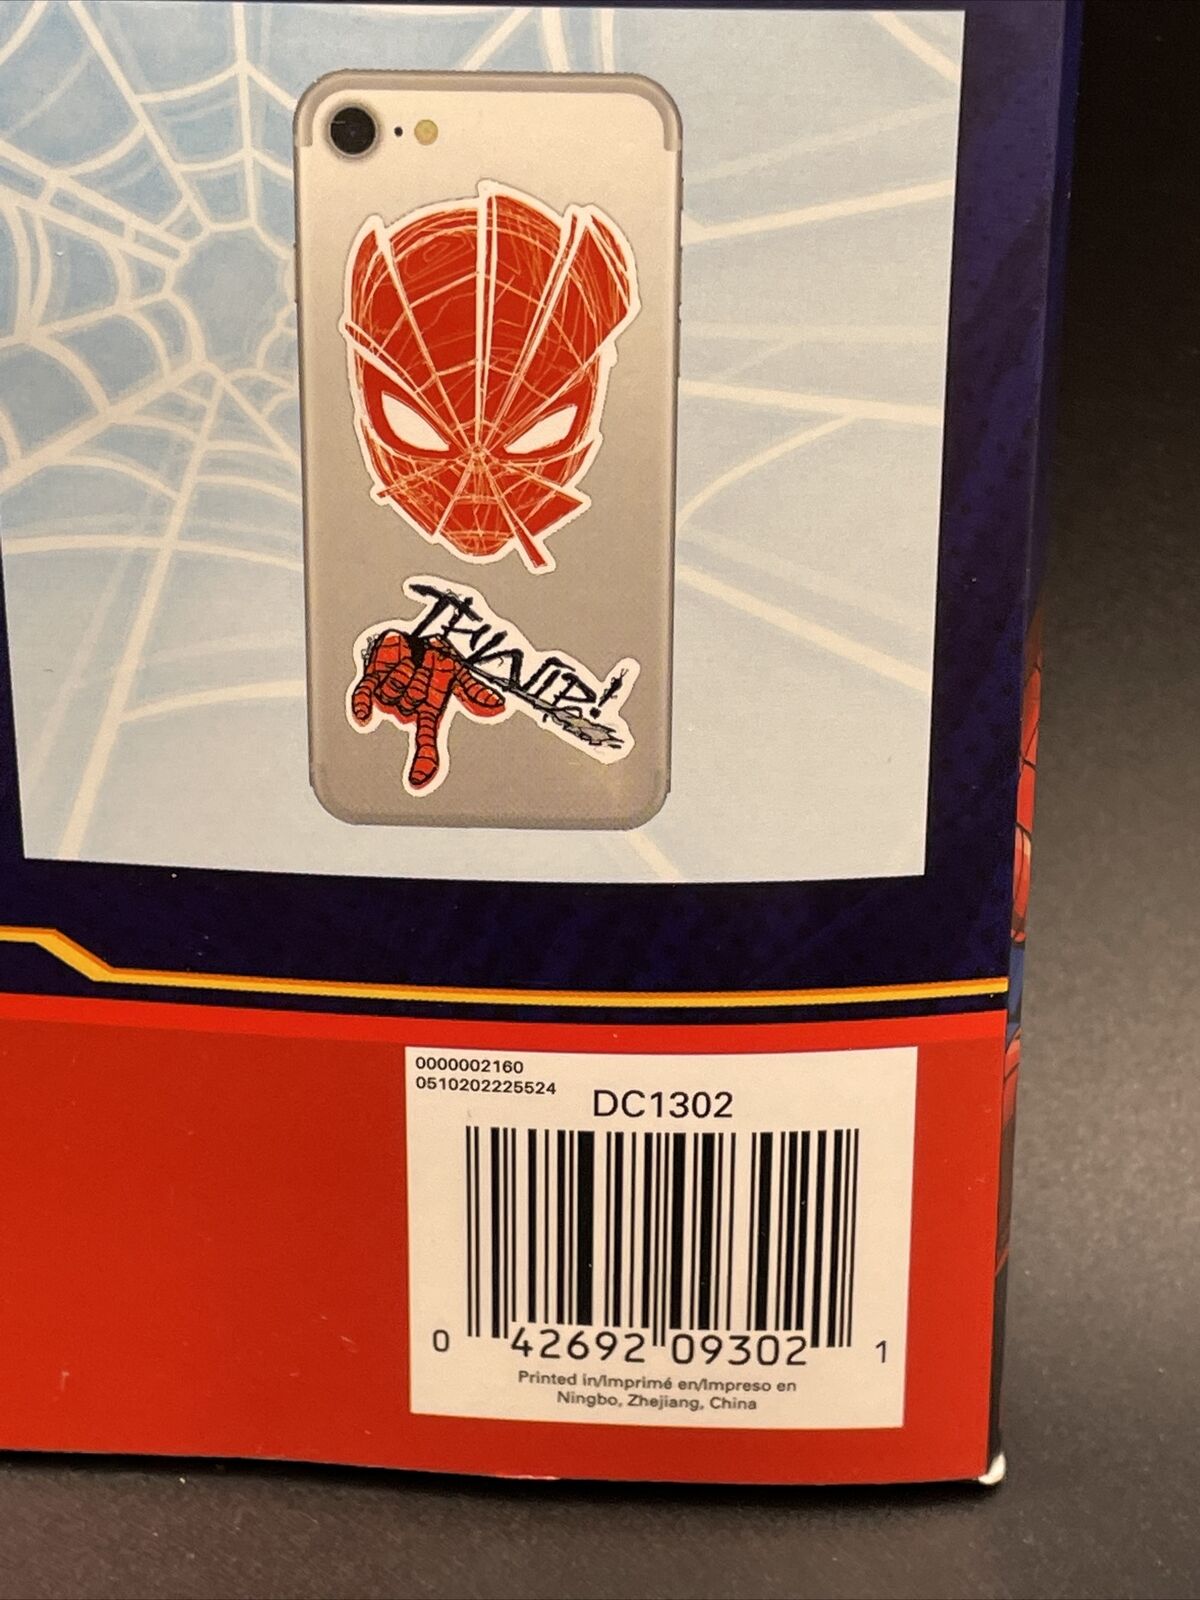 THWIP!
0000002160
0510202225524
DC1302
0 42692 09302 1
Printed in/Imprimé en/Impreso en
Ningbo, Zhejiang, China